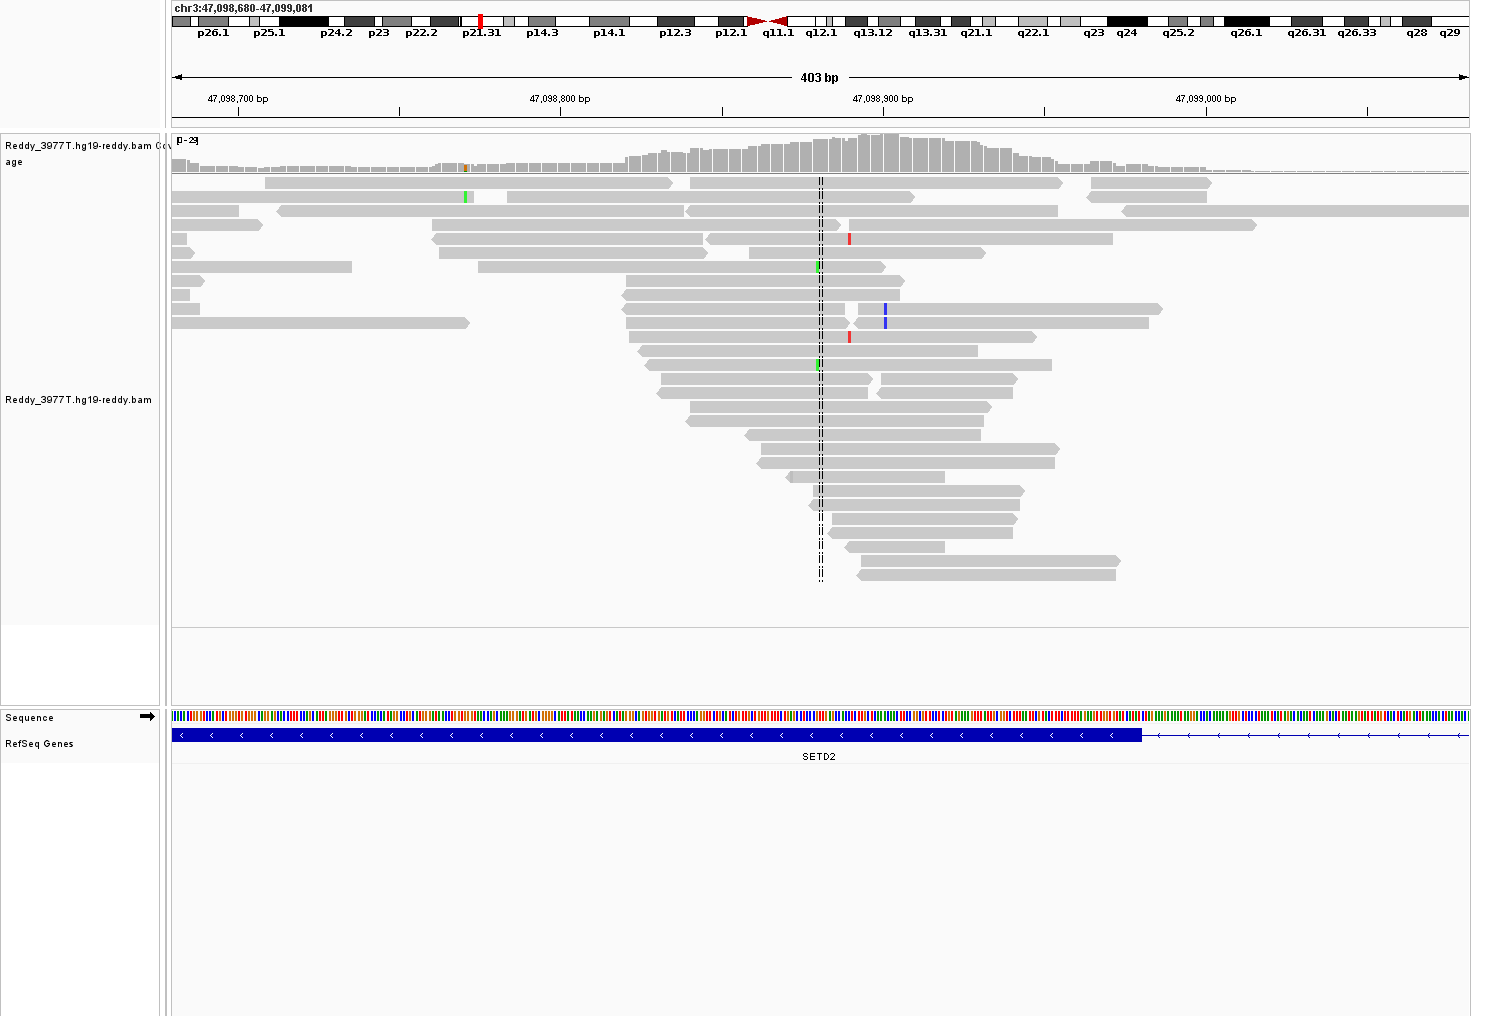 chr3:47,098,680-47,099,081
p26.1 p25.1 p24.2 p23 p22.2 p21.31 p14.3 p14.1 p12.3 p12.1 q11.1 q12.1 q13.12 q13.31 q21.1 q22.1 q23 q24 q25.2 q26.1 q26.31 q26.33 q28 q29
403 bp
47,098,700 bp 47,098,800 bp 47,098,900 bp 47,099,000 bp
[0-29]
Reddy_3977T.hg19-reddy.bam Cov
age
Reddy_3977T.hg19-reddy.bam
Sequence
RefSeq Genes
SETD2